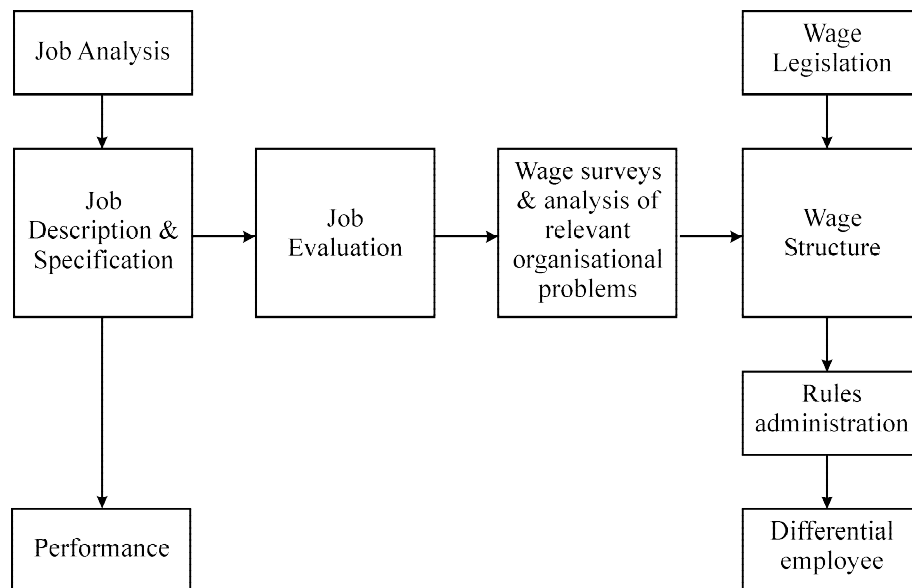 Job Analysis
Wage
Legislation
Job
Description &
Specification
Job
Evaluation
Wage surveys
& analysis of
relevant
organisational
problems
Wage
Structure
Rules
administration
Performance
Differential
employee